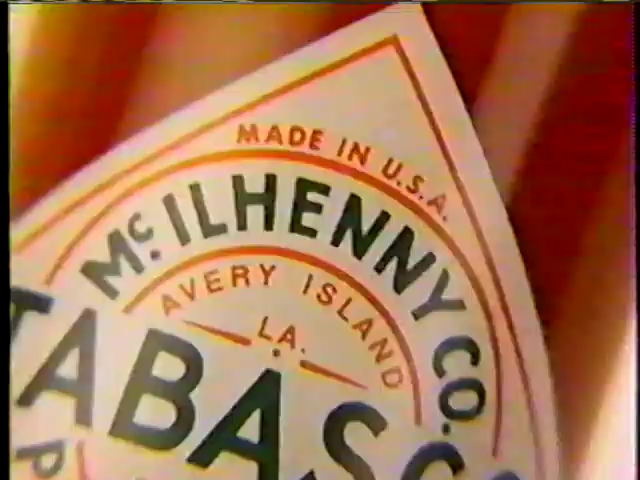 MADE IN U.S.A.
McILHENNY CO.
AVERY ISLAND
LA.
TABASC
P